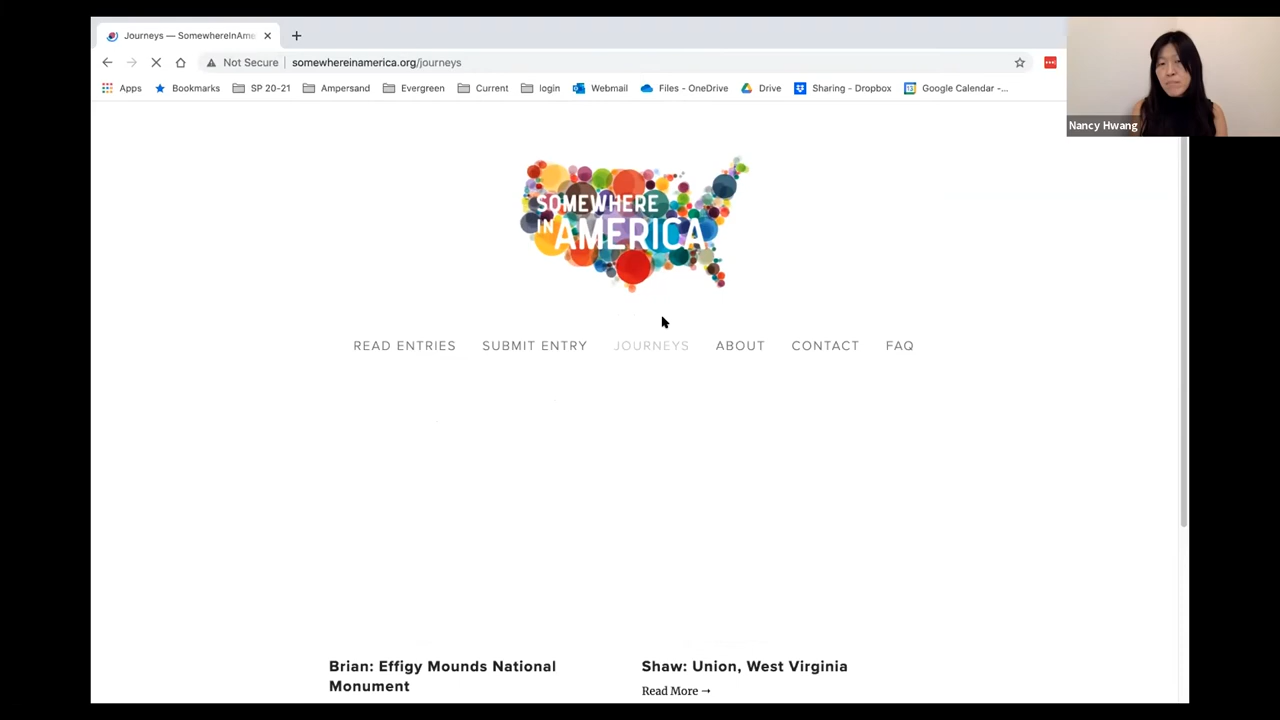 Journeys — SomewhereInAme
Not Secure
somewhereinamerica.org/journeys
Apps
Bookmarks
SP 20-21
Ampersand
Evergreen
Current
login
Webmail
Files - OneDrive
Drive
Sharing - Dropbox
Google Calendar -...
Nancy Hwang
SOMEWHERE
IN AMERICA
READ ENTRIES
SUBMIT ENTRY
JOURNEYS
ABOUT
CONTACT
FAQ
Brian: Effigy Mounds National
Monument
Shaw: Union, West Virginia
Read More →